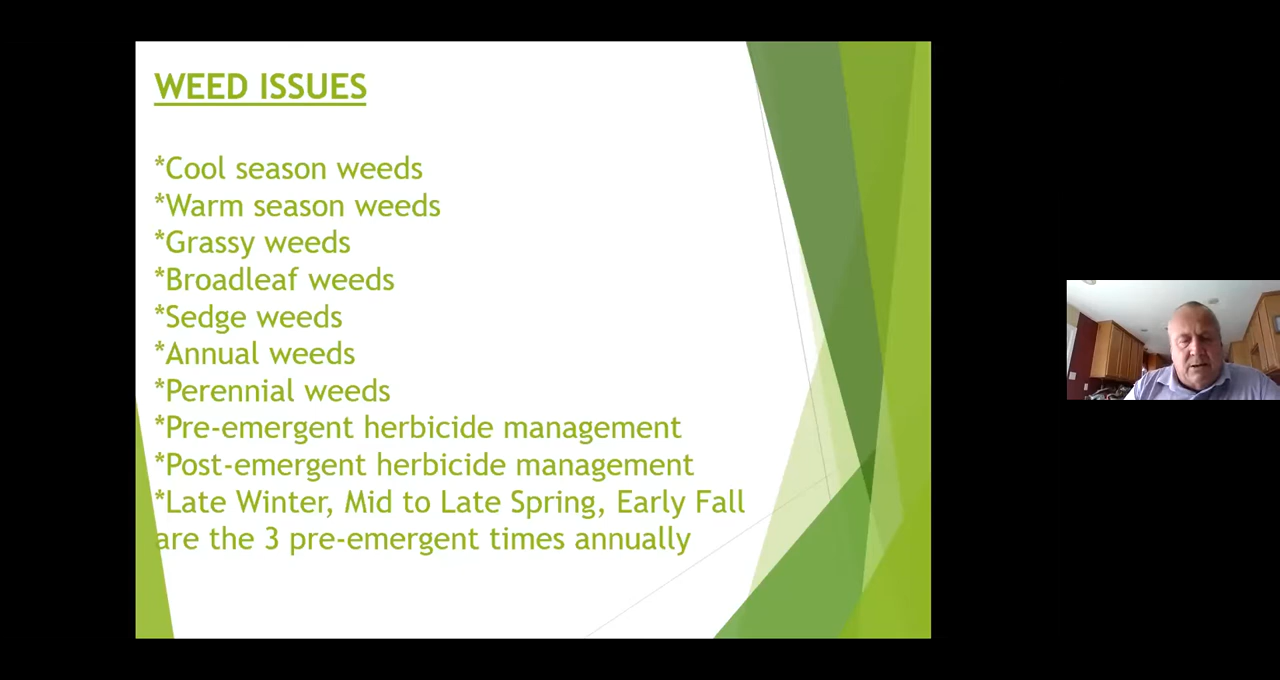 WEED ISSUES
*Cool season weeds
*Warm season weeds
*Grassy weeds
*Broadleaf weeds
*Sedge weeds
*Annual weeds
*Perennial weeds
*Pre-emergent herbicide management
*Post-emergent herbicide management
*Late Winter, Mid to Late Spring, Early Fall
are the 3 pre-emergent times annually